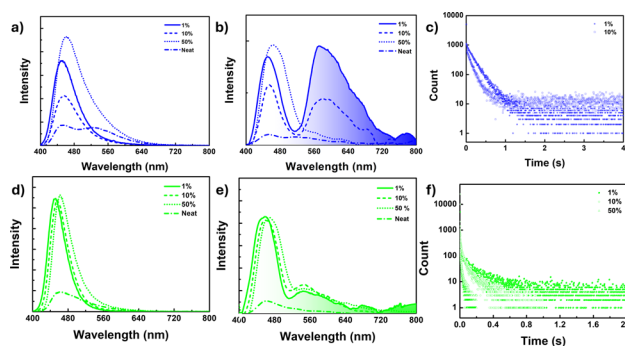 a)
Intensity
1%
10%
50%
Neat
400 480 560 640 720 800
Wavelength (nm)
b)
Intensity
1%
10%
50%
Neat
400 480 560 640 720 800
Wavelength (nm)
c)
Count
10000
1000
100
10
1
1%
10%
0 1 2 3 4
Time (s)
d)
Intensity
1%
10%
50%
Neat
400 480 560 640 720 800
Wavelength (nm)
e)
Intensity
1%
10%
50 %
Neat
400 480 560 640 720 800
Wavelength (nm)
f)
Count
10000
1000
100
10
1
1%
10%
50%
0.0 0.4 0.8 1.2 1.6 2
Time (s)